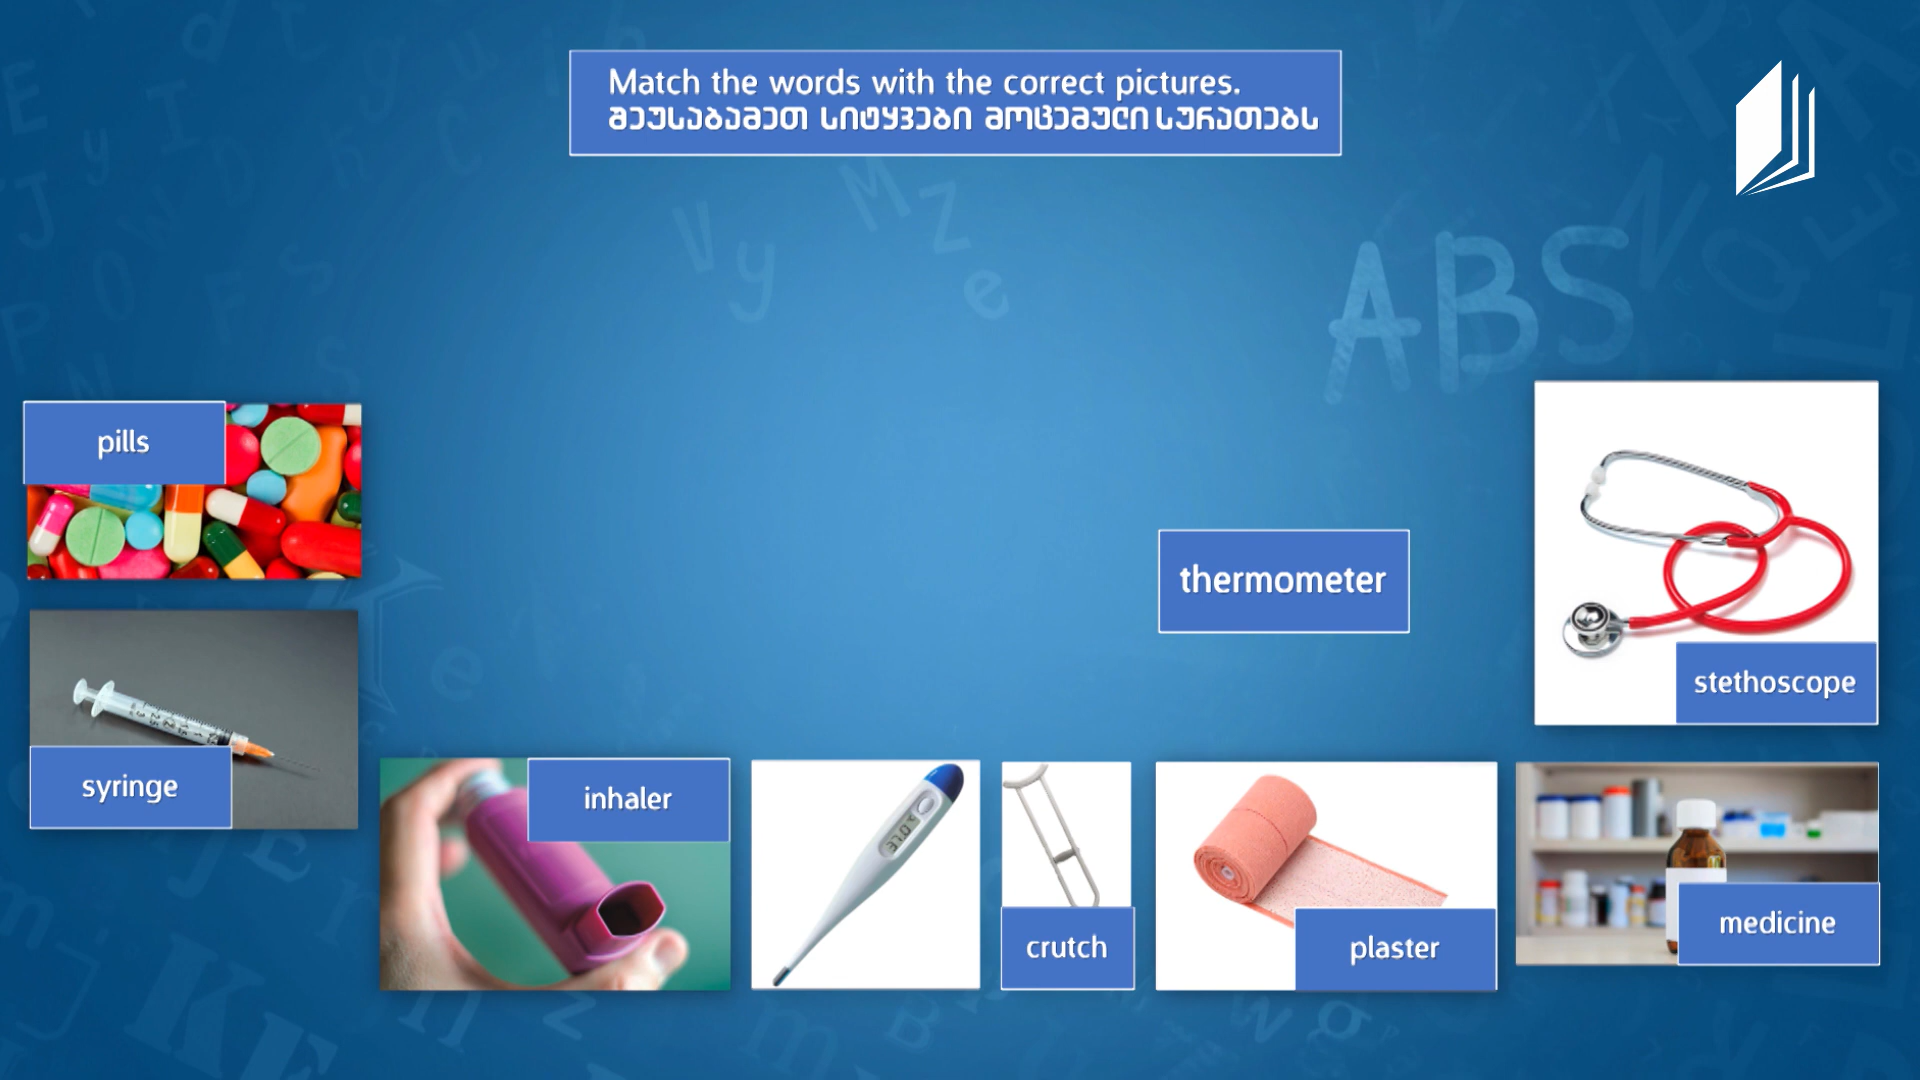 Match the words with the correct pictures.
შეუსაბამეთ სიტყვები მოცემული სურათებს
ABS
pills
thermometer
stethoscope
syringe
inhaler
crutch
plaster
medicine